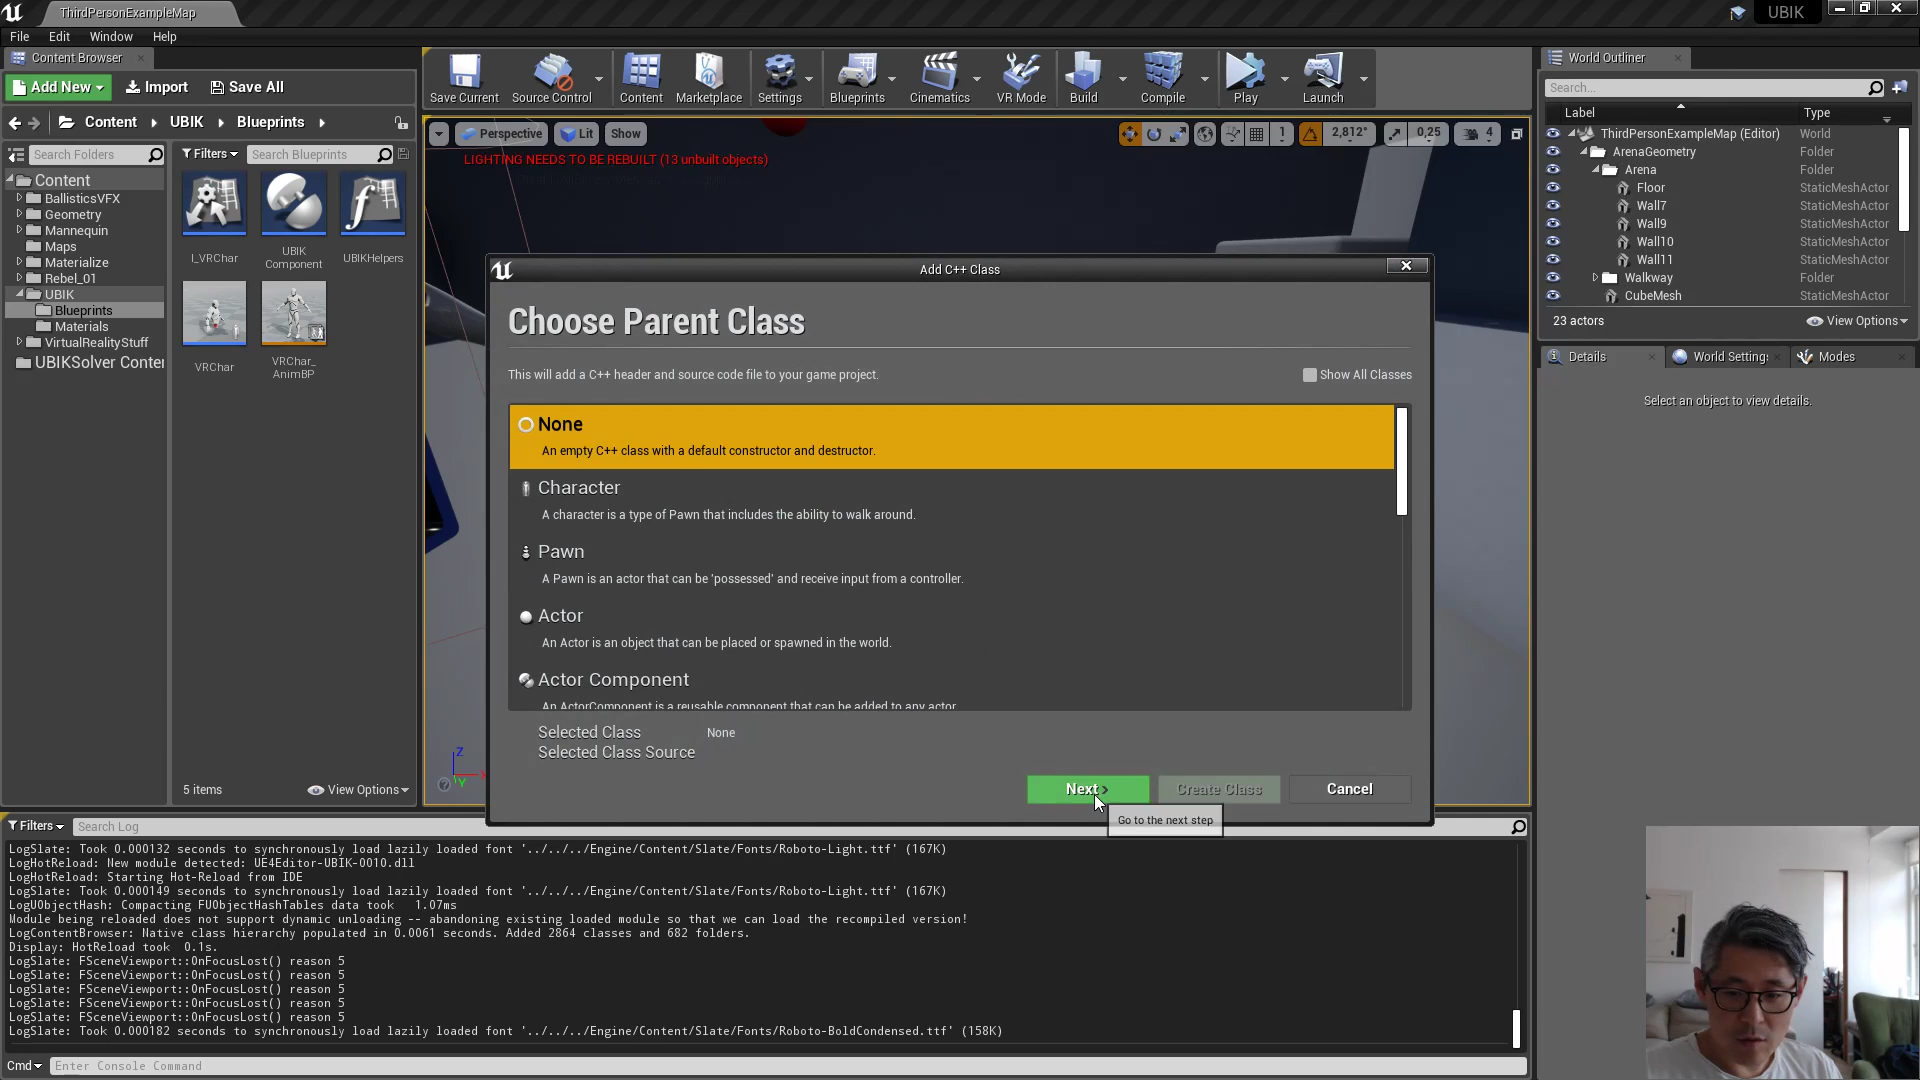 ThirdPersonExampleMap
UBIK
File Edit Window Help
Content Browser
Add New Import Save All
Content UBIK Blueprints
Search Folders
Filters Search Blueprints
Content
BallisticsVFX
Geometry
Mannequin
Maps
Materialize
Rebel_01
UBIK
Blueprints
Materials
VirtualRealityStuff
UBIKSolver Conter
I_VRChar
UBIK
Component
UBIKHelpers
VRChar
VRChar_
AnimBP
5 items View Options
Save Current Source Control Content Marketplace Settings Blueprints Cinematics VR Mode Build Compile Play Launch
Perspective Lit Show 1 2,812° 0,25 4
LIGHTING NEEDS TO BE REBUILT (13 unbuilt objects)
Z
Y
Add C++ Class
Choose Parent Class
This will add a C++ header and source code file to your game project. Show All Classes
None
An empty C++ class with a default constructor and destructor.
Character
A character is a type of Pawn that includes the ability to walk around.
Pawn
A Pawn is an actor that can be 'possessed' and receive input from a controller.
Actor
An Actor is an object that can be placed or spawned in the world.
Actor Component
An ActorComponent is a reusable component that can be added to any actor.
Selected Class None
Selected Class Source
Next Create Class Cancel
Go to the next step
World Outliner
Search...
Label Type
ThirdPersonExampleMap (Editor) World
ArenaGeometry Folder
Arena Folder
Floor StaticMeshActor
Wall7 StaticMeshActor
Wall9 StaticMeshActor
Wall10 StaticMeshActor
Wall11 StaticMeshActor
Walkway Folder
CubeMesh StaticMeshActor
23 actors View Options
Details World Setting Modes
Select an object to view details.
Filters Search Log
LogSlate: Took 0.000132 seconds to synchronously load lazily loaded font '../../../Engine/Content/Slate/Fonts/Roboto-Light.ttf' (167K)
LogHotReload: New module detected: UE4Editor-UBIK-0010.dll
LogHotReload: Starting Hot-Reload from IDE
LogSlate: Took 0.000149 seconds to synchronously load lazily loaded font '../../../Engine/Content/Slate/Fonts/Roboto-Light.ttf' (167K)
LogUObjectHash: Compacting FUObjectHashTables data took 1.07ms
Module being reloaded does not support dynamic unloading -- abandoning existing loaded module so that we can load the recompiled version!
LogContentBrowser: Native class hierarchy populated in 0.0061 seconds. Added 2864 classes and 682 folders.
Display: HotReload took 0.1s.
LogSlate: FSceneViewport::OnFocusLost() reason 5
LogSlate: FSceneViewport::OnFocusLost() reason 5
LogSlate: FSceneViewport::OnFocusLost() reason 5
LogSlate: FSceneViewport::OnFocusLost() reason 5
LogSlate: FSceneViewport::OnFocusLost() reason 5
LogSlate: Took 0.000182 seconds to synchronously load lazily loaded font '../../../Engine/Content/Slate/Fonts/Roboto-BoldCondensed.ttf' (158K)
Cmd Enter Console Command